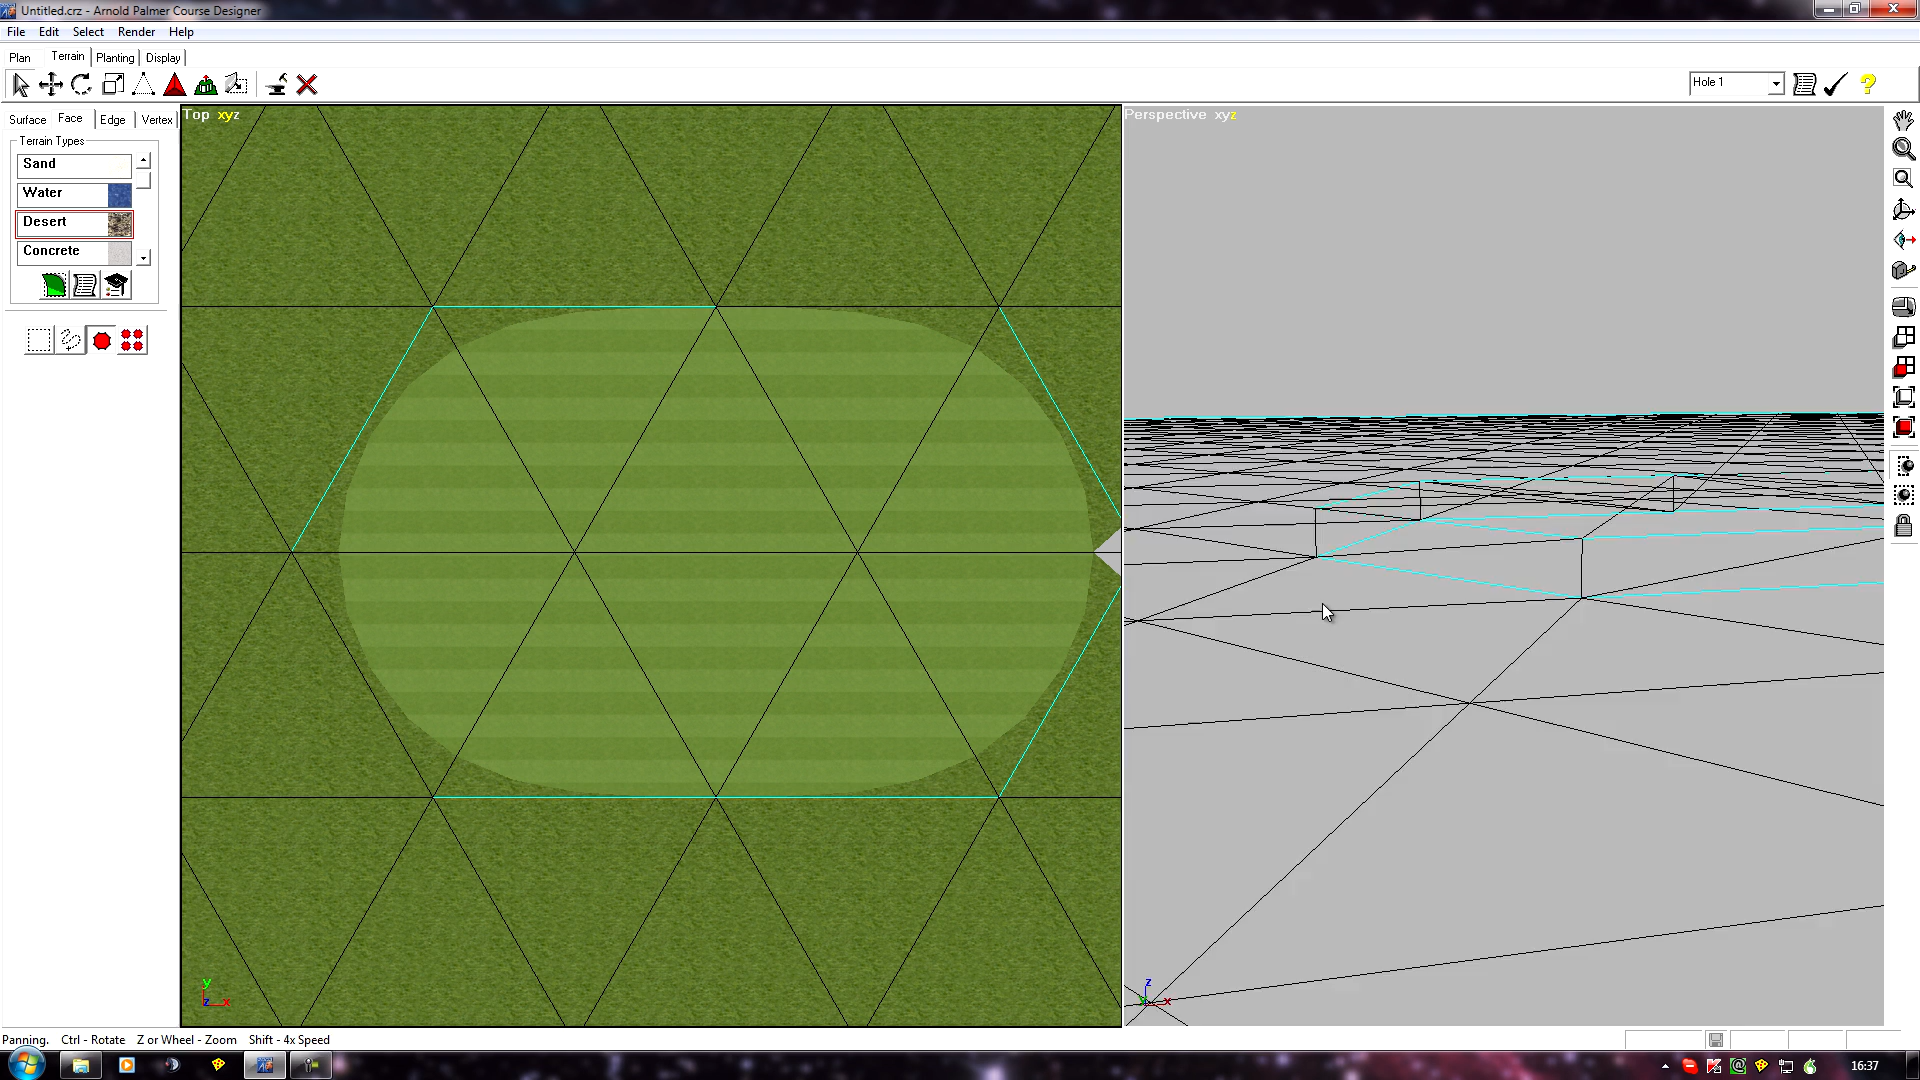 Untitled.crz - Arnold Palmer Course Designer
File Edit Select Render Help
Plan Terrain Planting Display
Hole 1
Surface Face Edge Vertex
Terrain Types
Sand
Water
Desert
Concrete
Top xyz
Perspective xyz
y
z x
z
y x
Panning. Ctrl - Rotate Z or Wheel - Zoom Shift - 4x Speed
16:37